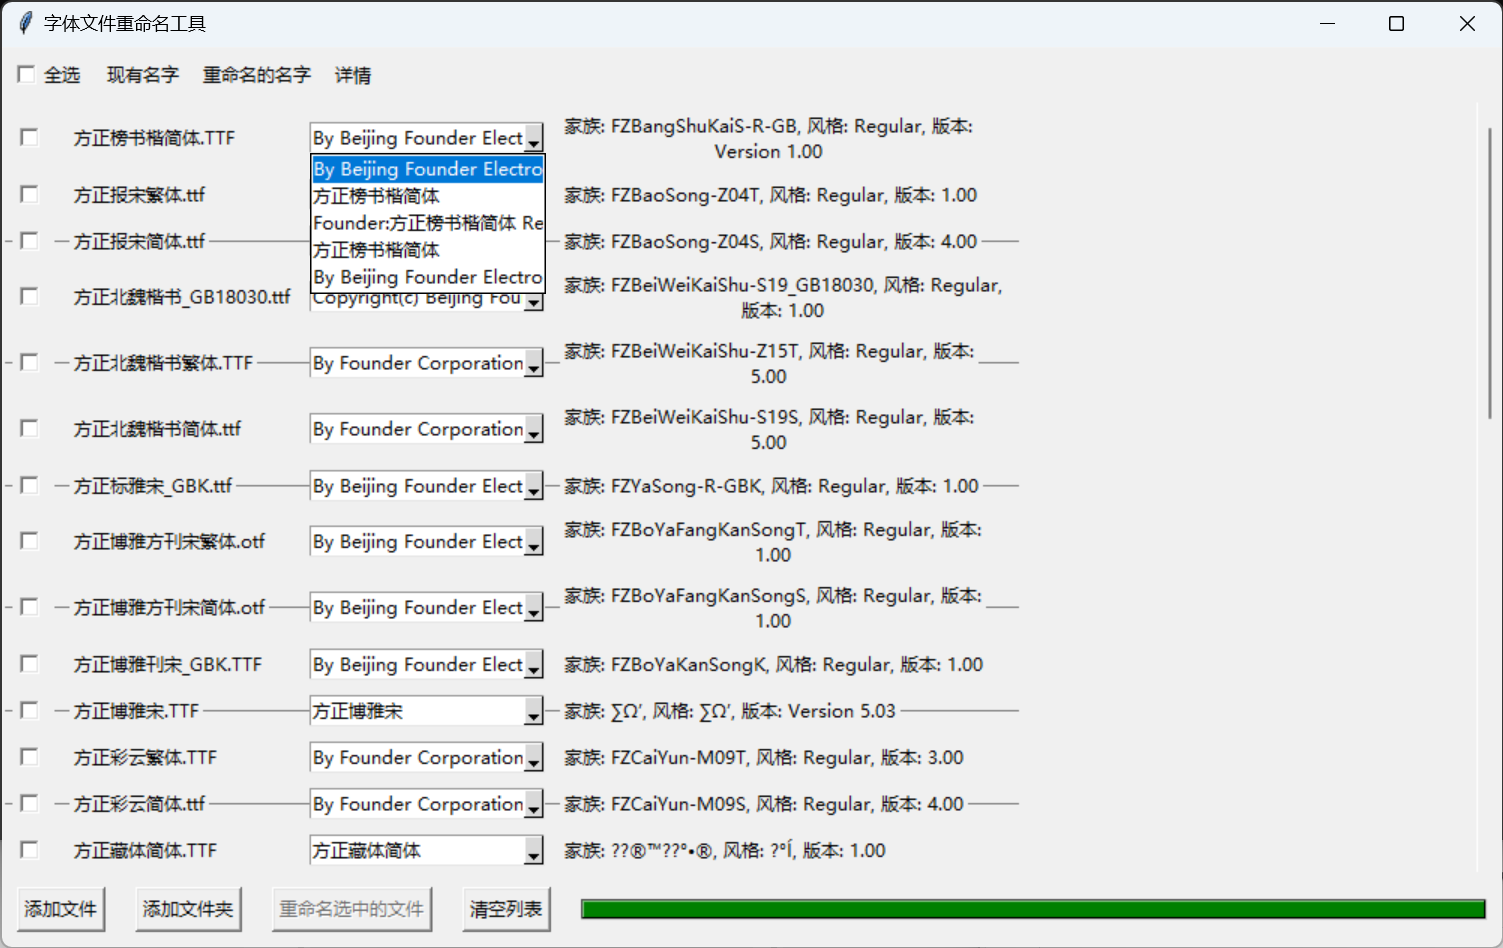 字体文件重命名工具
全选 现有名字 重命名的名字 详情
方正榜书楷简体.TTF By Beijing Founder Elect 家族: FZBangShuKaiS-R-GB, 风格: Regular, 版本:
Version 1.00
By Beijing Founder Electro
方正榜书楷简体
Founder:方正榜书楷简体 Re
方正榜书楷简体
By Beijing Founder Electro
方正报宋繁体.ttf 家族: FZBaoSong-Z04T, 风格: Regular, 版本: 1.00
方正报宋简体.ttf 家族: FZBaoSong-Z04S, 风格: Regular, 版本: 4.00
方正北魏楷书_GB18030.ttf Copyright(c) Beijing Fou 家族: FZBeiWeiKaiShu-S19_GB18030, 风格: Regular,
版本: 1.00
方正北魏楷书繁体.TTF By Founder Corporation 家族: FZBeiWeiKaiShu-Z15T, 风格: Regular, 版本:
5.00
方正北魏楷书简体.ttf By Founder Corporation 家族: FZBeiWeiKaiShu-S19S, 风格: Regular, 版本:
5.00
方正标雅宋_GBK.ttf By Beijing Founder Elect 家族: FZYaSong-R-GBK, 风格: Regular, 版本: 1.00
方正博雅方刊宋繁体.otf By Beijing Founder Elect 家族: FZBoYaFangKanSongT, 风格: Regular, 版本:
1.00
方正博雅方刊宋简体.otf By Beijing Founder Elect 家族: FZBoYaFangKanSongS, 风格: Regular, 版本:
1.00
方正博雅刊宋_GBK.TTF By Beijing Founder Elect 家族: FZBoYaKanSongK, 风格: Regular, 版本: 1.00
方正博雅宋.TTF 方正博雅宋 家族: ∑Ω′, 风格: ∑Ω′, 版本: Version 5.03
方正彩云繁体.TTF By Founder Corporation 家族: FZCaiYun-M09T, 风格: Regular, 版本: 3.00
方正彩云简体.ttf By Founder Corporation 家族: FZCaiYun-M09S, 风格: Regular, 版本: 4.00
方正藏体简体.TTF 方正藏体简体 家族: ??®™??°•®, 风格: ?°Í, 版本: 1.00
添加文件 添加文件夹 重命名选中的文件 清空列表